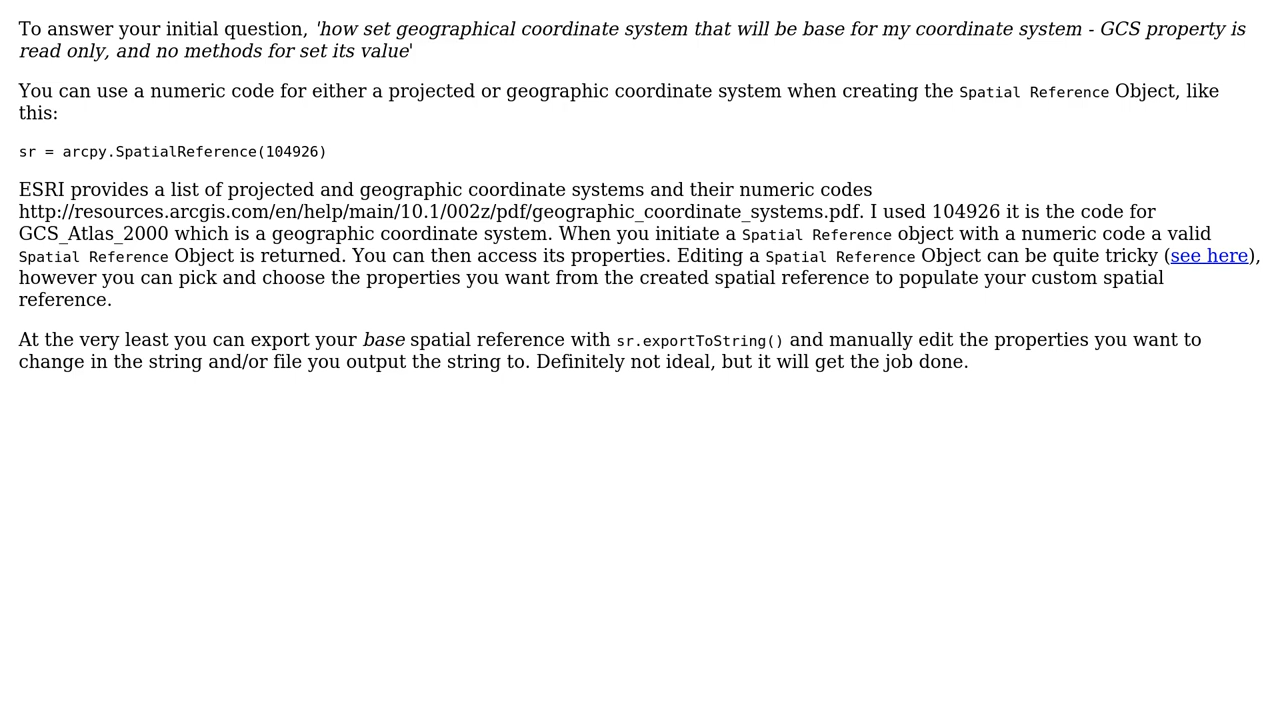 To answer your initial question, 'how set geographical coordinate system that will be base for my coordinate system - GCS property is
read only, and no methods for set its value'
You can use a numeric code for either a projected or geographic coordinate system when creating the Spatial Reference Object, like
this:
sr = arcpy.SpatialReference(104926)
ESRI provides a list of projected and geographic coordinate systems and their numeric codes
http://resources.arcgis.com/en/help/main/10.1/002z/pdf/geographic_coordinate_systems.pdf. I used 104926 it is the code for
GCS_Atlas_2000 which is a geographic coordinate system. When you initiate a Spatial Reference object with a numeric code a valid
Spatial Reference Object is returned. You can then access its properties. Editing a Spatial Reference Object can be quite tricky (see here),
however you can pick and choose the properties you want from the created spatial reference to populate your custom spatial
reference.
At the very least you can export your base spatial reference with sr.exportToString() and manually edit the properties you want to
change in the string and/or file you output the string to. Definitely not ideal, but it will get the job done.